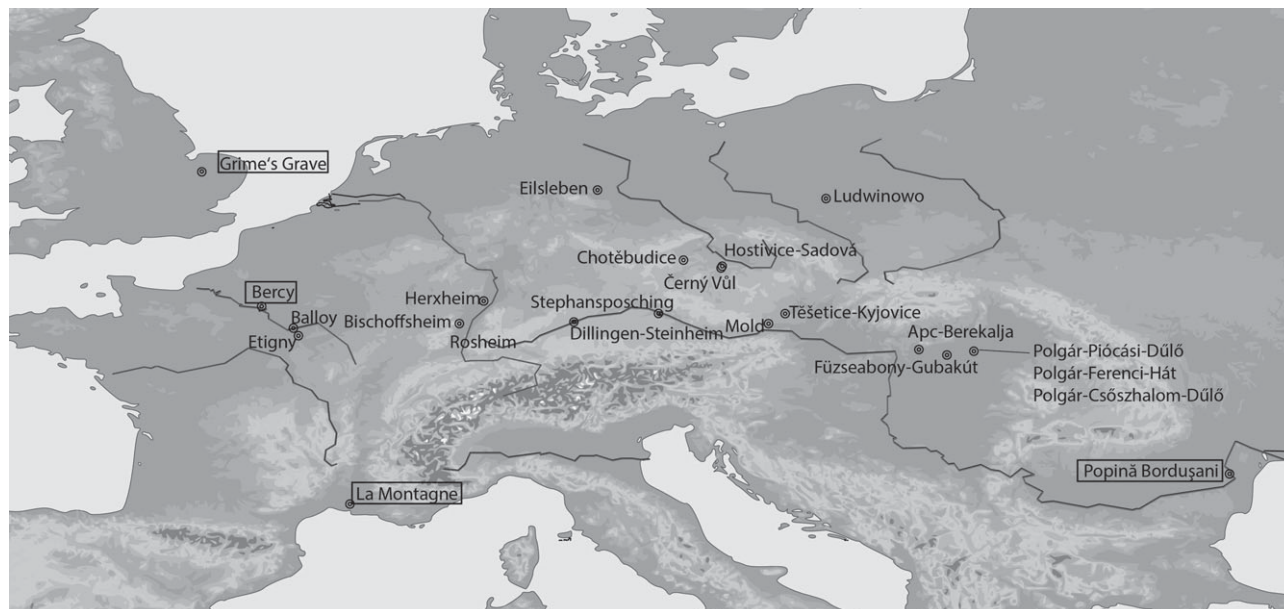 Grime's Grave
Eilsleben
Ludwinowo
Hostivice-Sadová
Chotěbudice
Černý Vůl
Bercy
Herxheim
Stephansposching
Balloy
Bischoffsheim
Těšetice-Kyjovice
Mold
Dillingen-Steinheim
Etigny
Rosheim
Apc-Berekalja
Polgár-Piócási-Dűlő
Füzseabony-Gubakút
Polgár-Ferenci-Hát
Polgár-Csőszhalom-Dűlő
Popină Borduşani
La Montagne